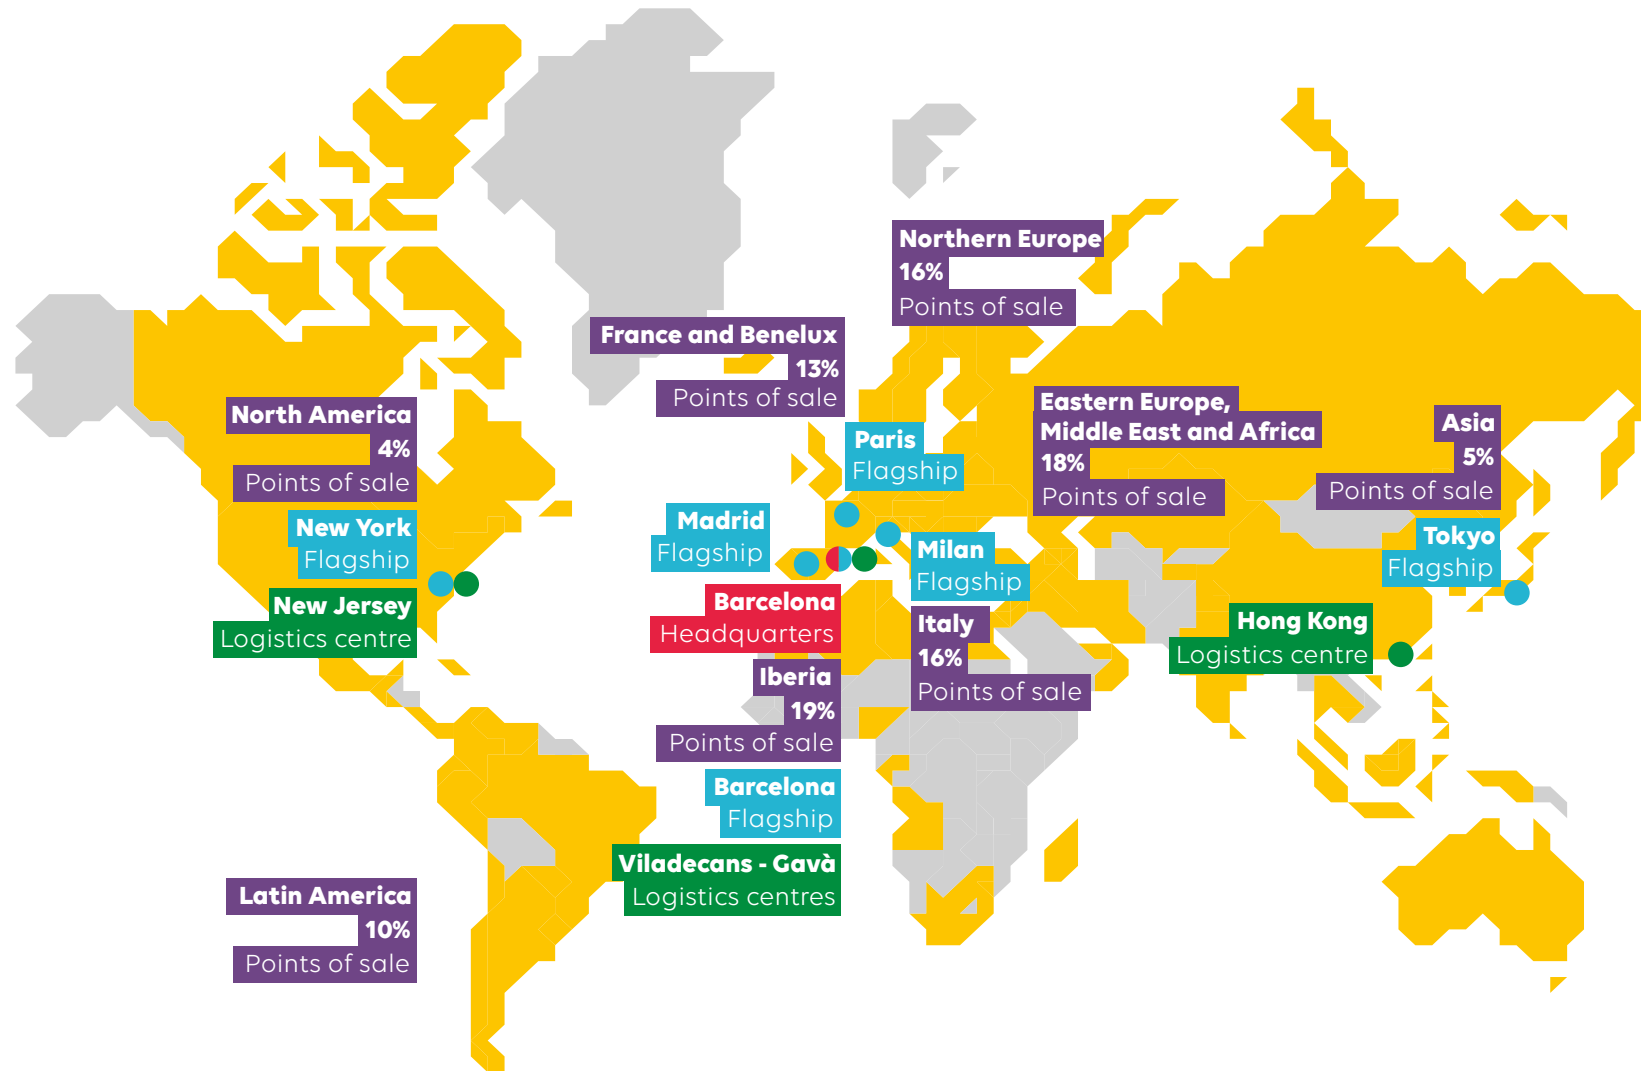 Northern Europe
16%
Points of sale
France and Benelux
13%
Points of sale
North America
4%
Points of sale
Eastern Europe,
Middle East and Africa
18%
Points of sale
Asia
5%
Points of sale
Paris
Flagship
New York
Flagship
Madrid
Flagship
Milan
Flagship
Tokyo
Flagship
New Jersey
Logistics centre
Barcelona
Headquarters
Italy
16%
Points of sale
Hong Kong
Logistics centre
Iberia
19%
Points of sale
Barcelona
Flagship
Viladecans - Gavà
Logistics centres
Latin America
10%
Points of sale